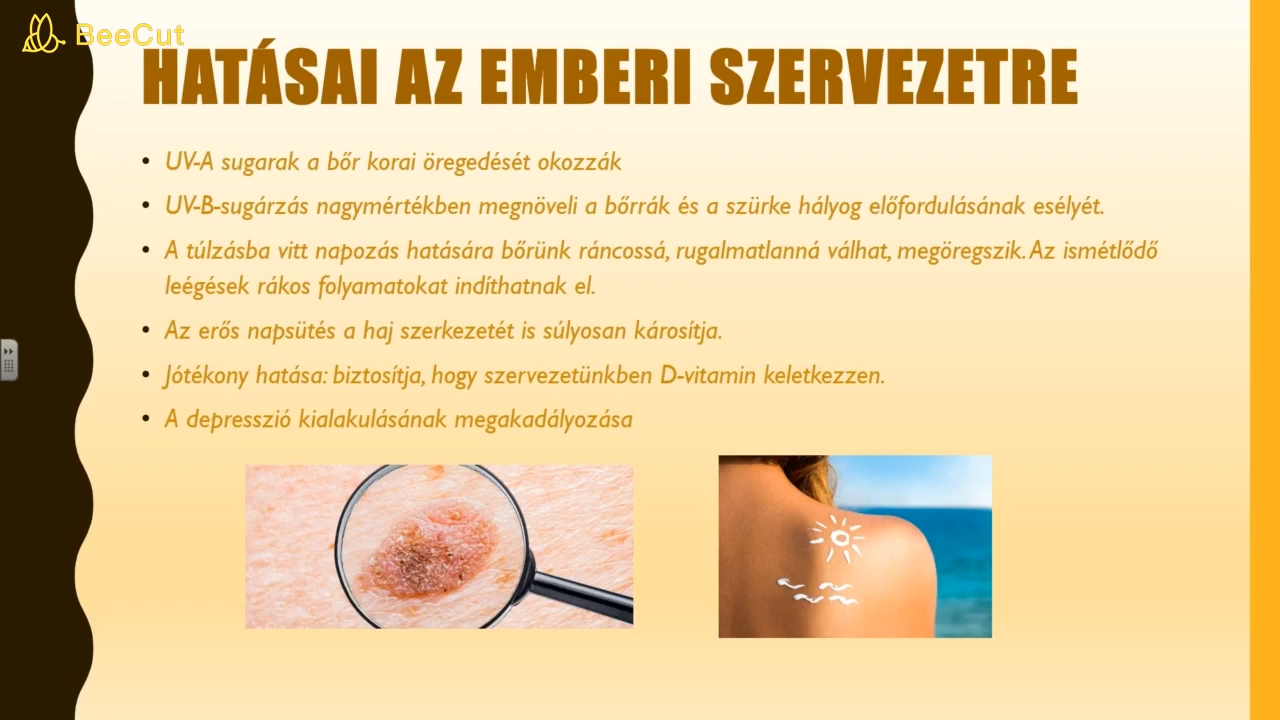 BeeCut
HATÁSAI AZ EMBERI SZERVEZETRE
• UV-A sugarak a bőr korai öregedését okozzák
• UV-B-sugárzás nagymértékben megnöveli a bőrrák és a szürke hályog előfordulásának esélyét.
• A túlzásba vitt napozás hatására bőrünk ráncossá, rugalmatlanná válhat, megöregszik. Az ismétlődő
leégések rákos folyamatokat indíthatnak el.
• Az erős napsütés a haj szerkezetét is súlyosan károsítja.
• Jótékony hatása: biztosítja, hogy szervezetünkben D-vitamin keletkezzen.
• A depresszió kialakulásának megakadályozása